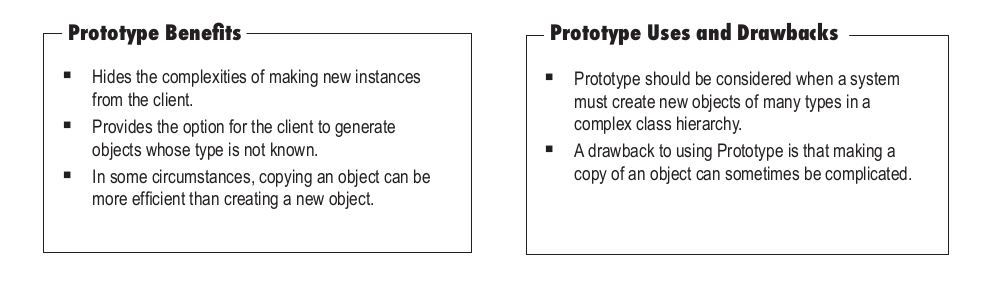 Prototype Benefits
▪ Hides the complexities of making new instances
from the client.
▪ Provides the option for the client to generate
objects whose type is not known.
▪ In some circumstances, copying an object can be
more efficient than creating a new object.
Prototype Uses and Drawbacks
▪ Prototype should be considered when a system
must create new objects of many types in a
complex class hierarchy.
▪ A drawback to using Prototype is that making a
copy of an object can sometimes be complicated.